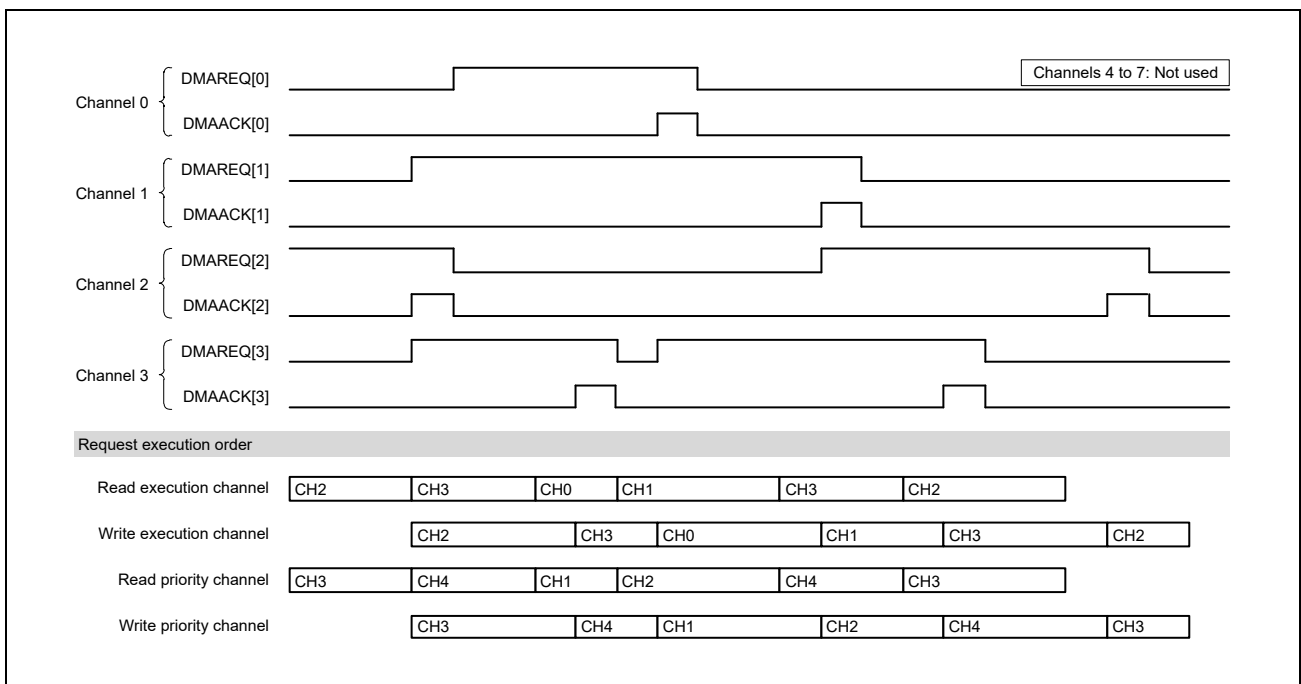 Channels 4 to 7: Not used
Channel 0
DMAREQ[0]
DMAACK[0]
Channel 1
DMAREQ[1]
DMAACK[1]
Channel 2
DMAREQ[2]
DMAACK[2]
Channel 3
DMAREQ[3]
DMAACK[3]
Request execution order
Read execution channel CH2 CH3 CH0 CH1 CH3 CH2
Write execution channel CH2 CH3 CH0 CH1 CH3 CH2
Read priority channel CH3 CH4 CH1 CH2 CH4 CH3
Write priority channel CH3 CH4 CH1 CH2 CH4 CH3